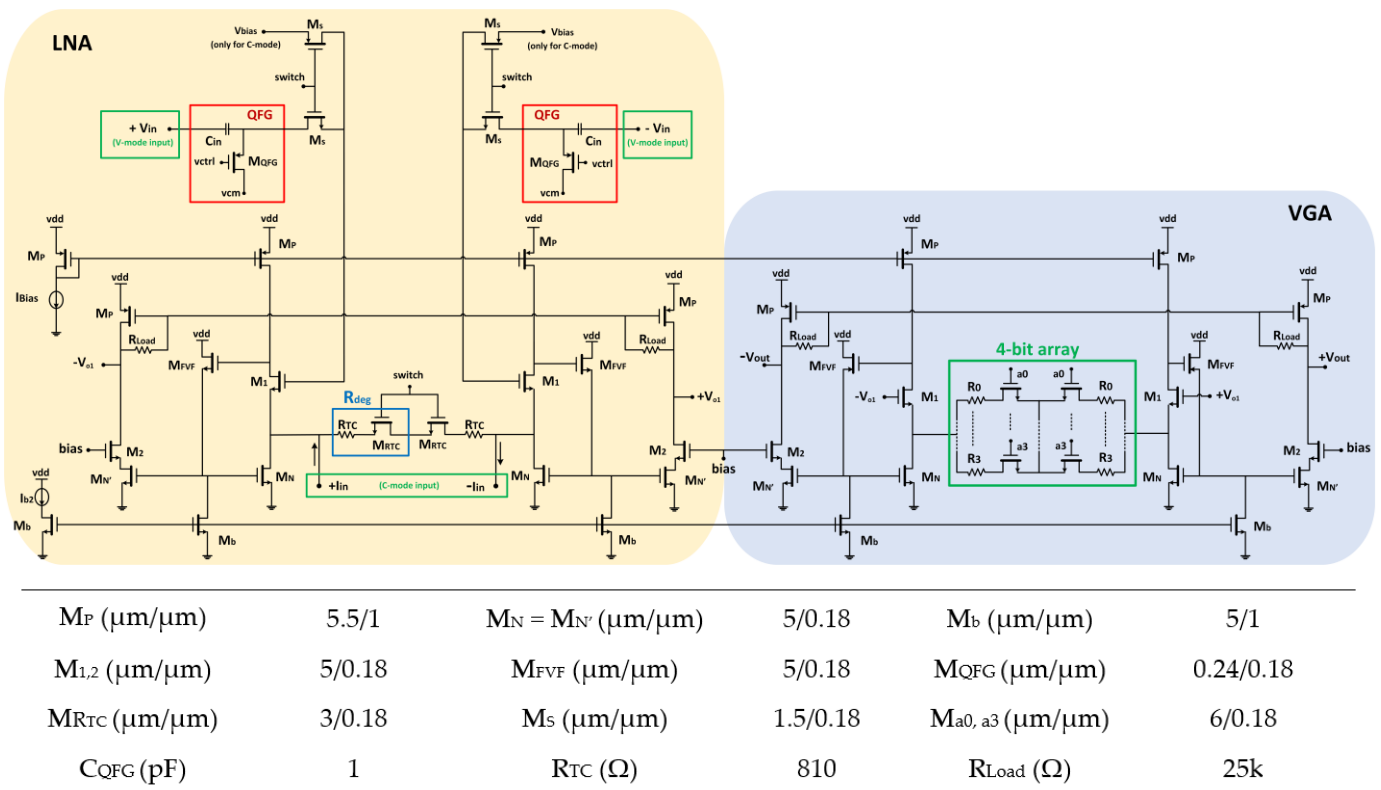 LNA
Vbias
(only for C-mode)
Ms
Ms
Vbias
(only for C-mode)
switch
switch
QFG
QFG
+ Vin
(V-mode input)
Cin
Ms
Ms
Cin
- Vin
(V-mode input)
vctrl
MQFG
MQFG
vctrl
vcm
vcm
VGA
vdd
vdd
vdd
vdd
vdd
MP
MP
MP
MP
MP
IBias
vdd
vdd
vdd
vdd
MP
MP
MP
MP
RLoad
vdd
vdd
RLoad
RLoad
vdd
vdd
RLoad
-Vo1
MFVF
MFVF
-Vout
MFVF
4-bit array
MFVF
+Vout
M1
switch
M1
+Vo1
-Vo1
M1
a0
a0
R0
R0
M1
+Vo1
Rdeg
RTC
MRTC
MRTC
RTC
a3
a3
R3
R3
bias
M2
M2
bias
M2
M2
bias
vdd
MN'
MN
+Iin
(C-mode input)
-Iin
MN
MN'
MN'
MN
MN
MN'
Ib2
Mb
Mb
Mb
Mb
Mb
MP (μm/μm) 5.5/1 MN = MN' (μm/μm) 5/0.18 Mb (μm/μm) 5/1
M1,2 (μm/μm) 5/0.18 MFVF (μm/μm) 5/0.18 MQFG (μm/μm) 0.24/0.18
MRTC (μm/μm) 3/0.18 MS (μm/μm) 1.5/0.18 Ma0, a3 (μm/μm) 6/0.18
CQFG (pF) 1 RTC (Ω) 810 RLoad (Ω) 25k